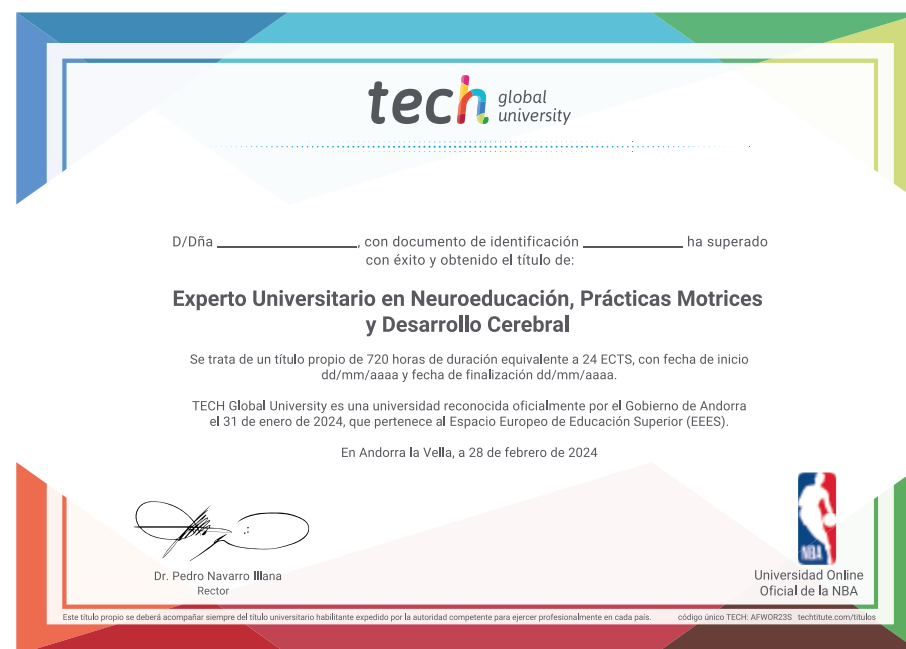 tech global university
D/Dña ____________, con documento de identificación ____________ ha superado
con éxito y obtenido el título de:
Experto Universitario en Neuroeducación, Prácticas Motrices
y Desarrollo Cerebral
Se trata de un título propio de 720 horas de duración equivalente a 24 ECTS, con fecha de inicio
dd/mm/aaaa y fecha de finalización dd/mm/aaaa.
TECH Global University es una universidad reconocida oficialmente por el Gobierno de Andorra
el 31 de enero de 2024, que pertenece al Espacio Europeo de Educación Superior (EEES).
En Andorra la Vella, a 28 de febrero de 2024
Dr. Pedro Navarro Illana
Rector
NBA
Universidad Online
Oficial de la NBA
Este título propio se deberá acompañar siempre del título universitario habilitante expedido por la autoridad competente para ejercer profesionalmente en cada país. código único TECH: AFWOR23S techtitute.com/titulos